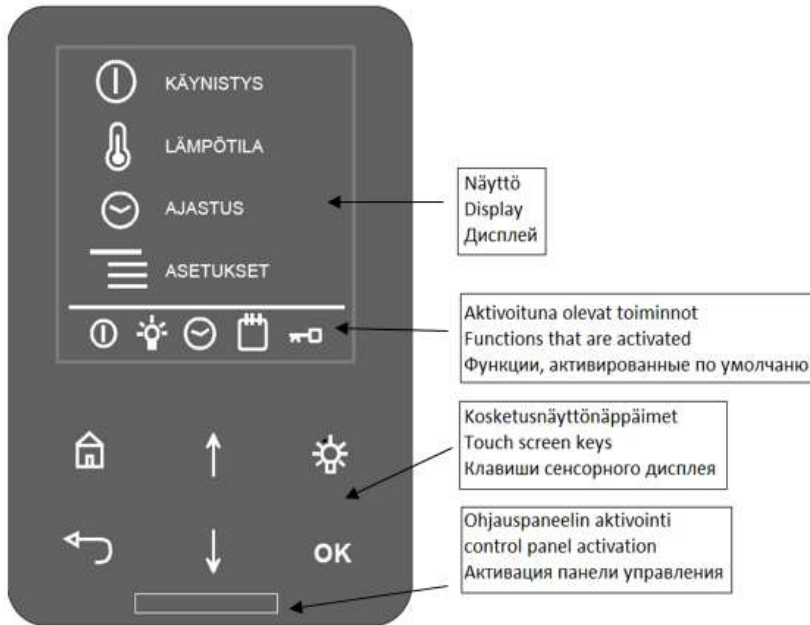 KÄYNISTYS
LÄMPÖTILA
AJASTUS
ASETUKSET
OK
Näyttö
Display
Дисплей
Aktivoituna olevat toiminnot
Functions that are activated
Функции, активированные по умолчаню
Kosketusnäyttönäppäimet
Touch screen keys
Клавиши сенсорного дисплея
Ohjauspaneelin aktivointi
control panel activation
Активация панели управления